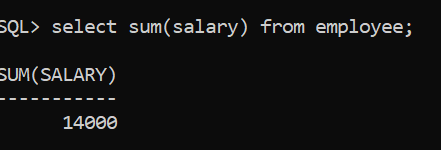 SQL> select sum(salary) from employee;
SUM(SALARY)
-----------
14000